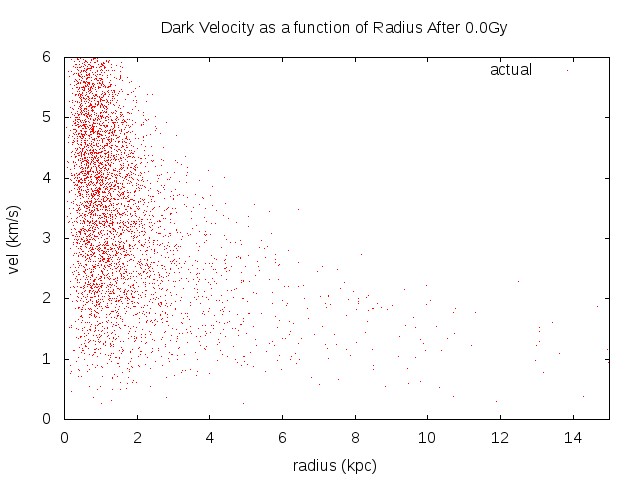 Dark Velocity as a function of Radius After 0.0Gy
actual
6
5
4
3
2
1
0
vel (km/s)
0 2 4 6 8 10 12 14
radius (kpc)